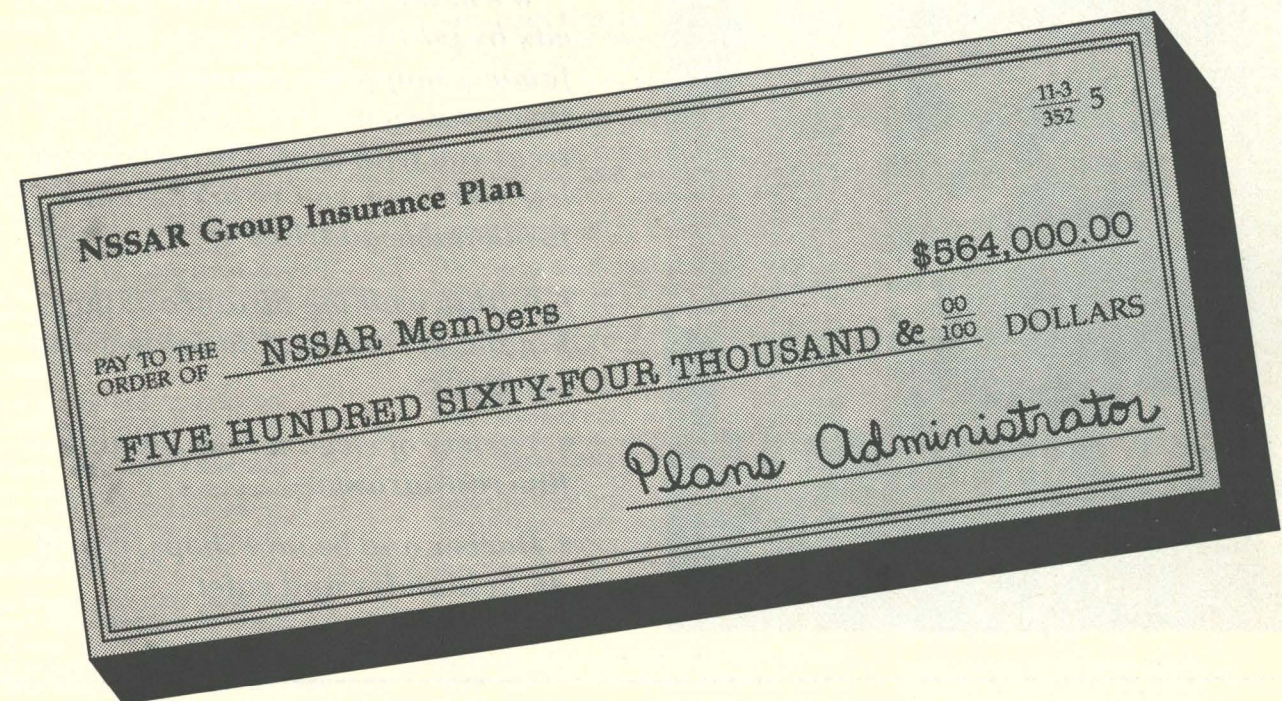 11-3
352 5
NSSAR Group Insurance Plan
$564,000.00
PAY TO THE
ORDER OF NSSAR Members
FIVE HUNDRED SIXTY-FOUR THOUSAND & 00/100 DOLLARS
Plans Administrator